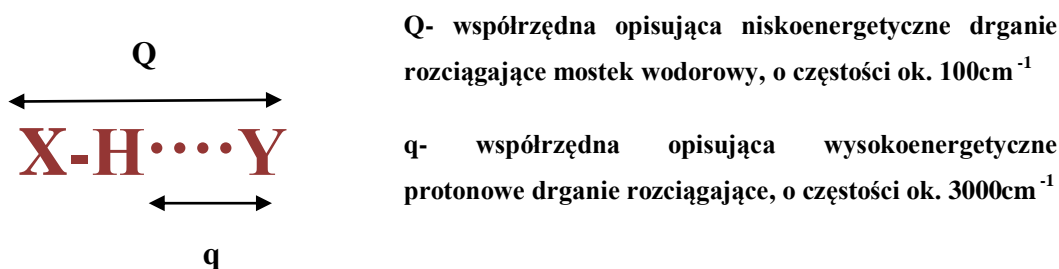 Q
X-H····Y
q
Q- współrzędna opisująca niskoenergetyczne drganie
rozciągające mostek wodorowy, o częstości ok. 100cm⁻¹
q- współrzędna opisująca wysokoenergetyczne
protonowe drganie rozciągające, o częstości ok. 3000cm⁻¹